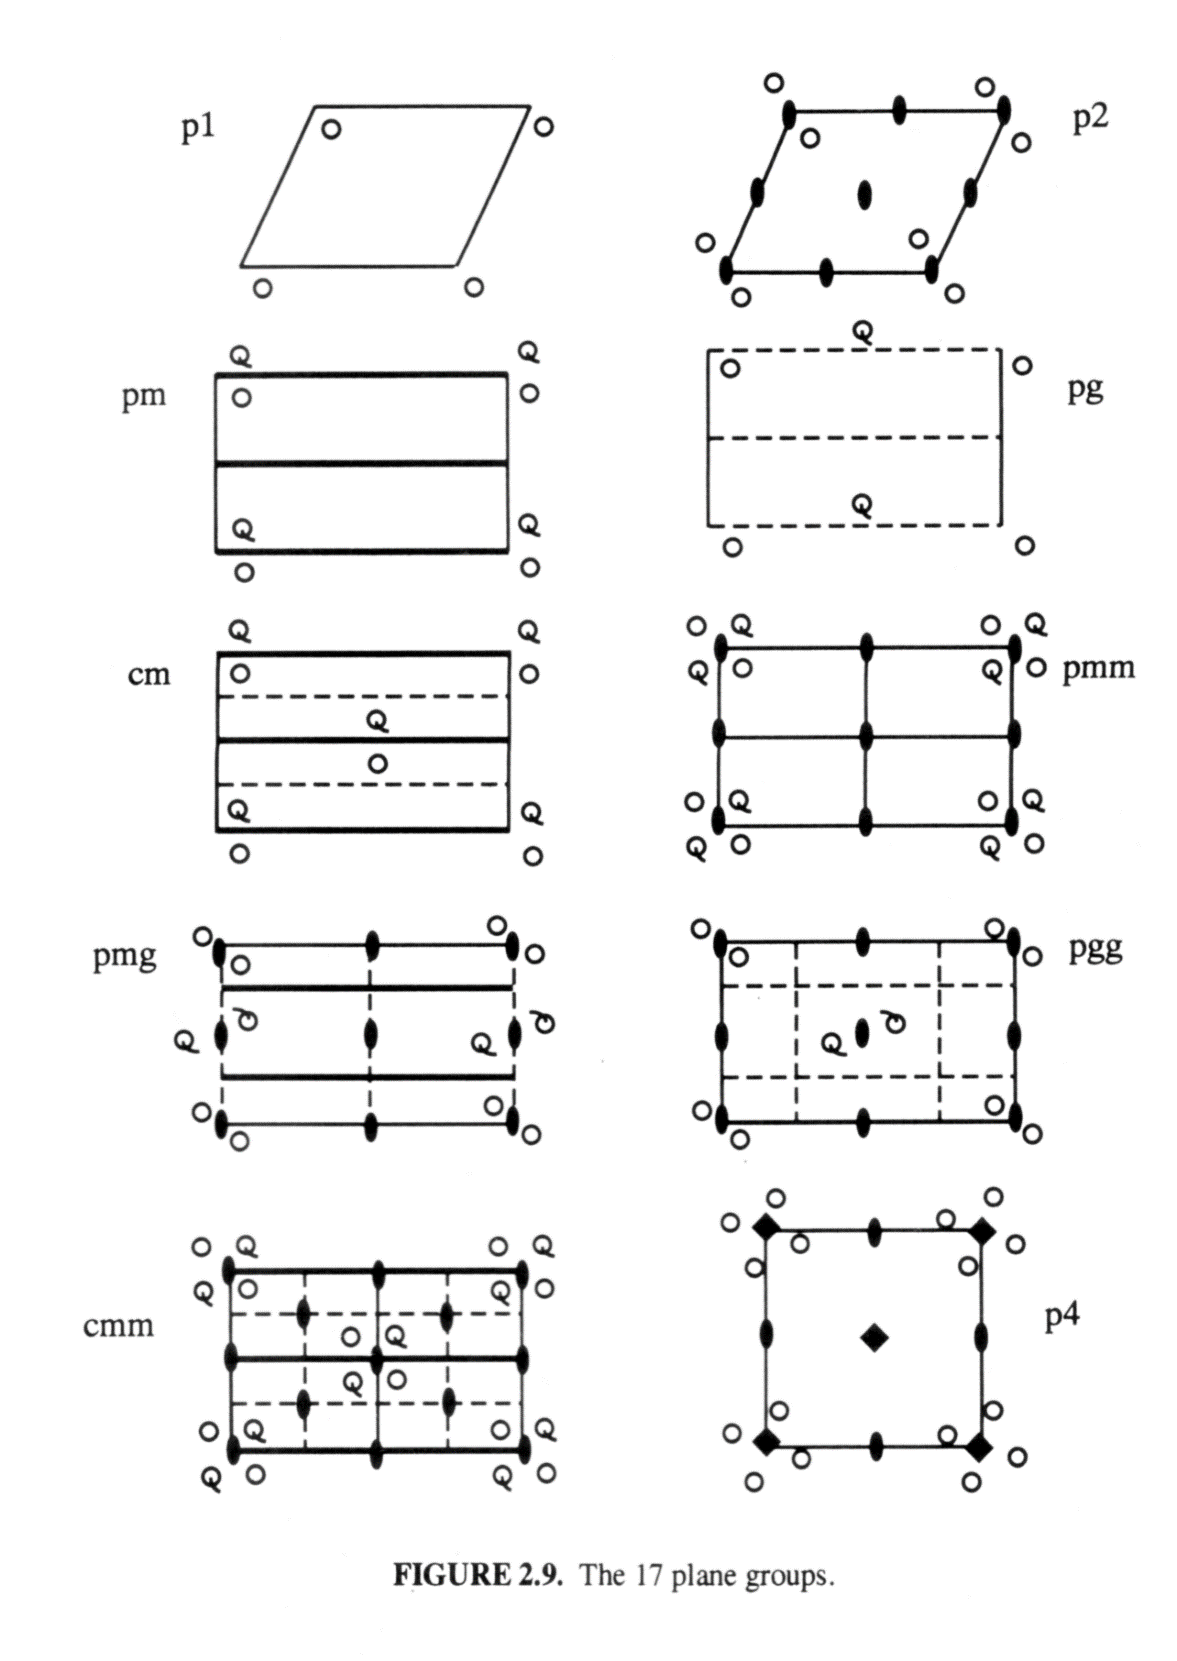 p1
p2
pm
pg
cm
pmm
pmg
pgg
cmm
p4
FIGURE 2.9. The 17 plane groups.